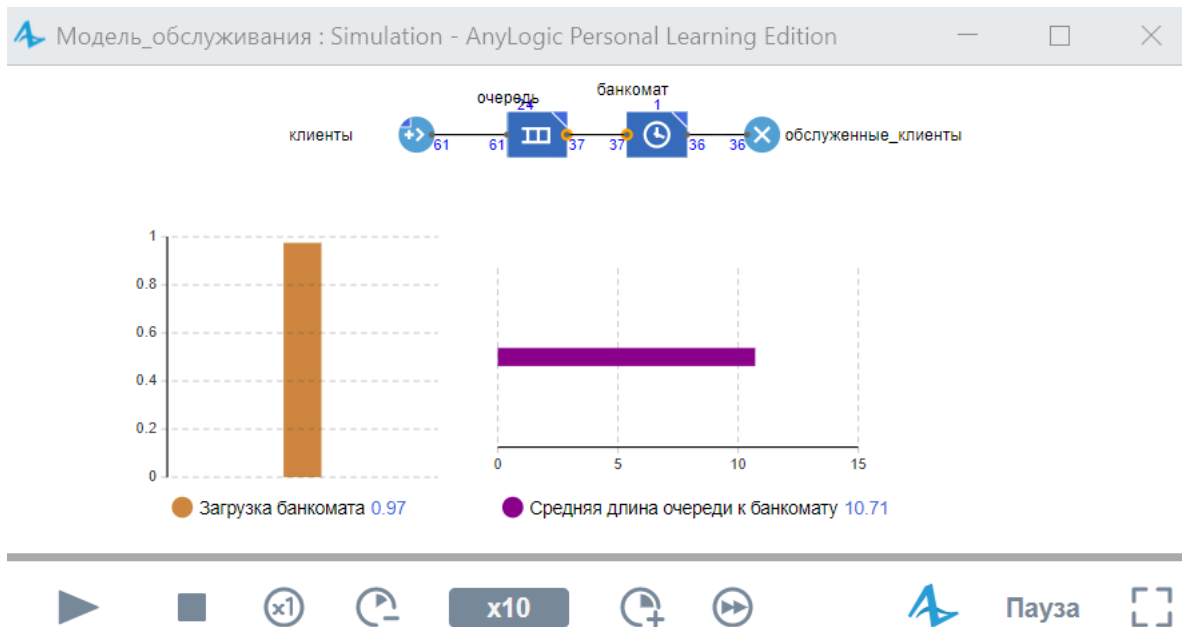 Модель_обслуживания : Simulation - AnyLogic Personal Learning Edition
очередь
банкомат
24
1
клиенты
обслуженные_клиенты
61 61 37 37 36 36
1
0.8
0.6
0.4
0.2
0
0 5 10 15
Загрузка банкомата 0.97
Средняя длина очереди к банкомату 10.71
x1
x10
Пауза